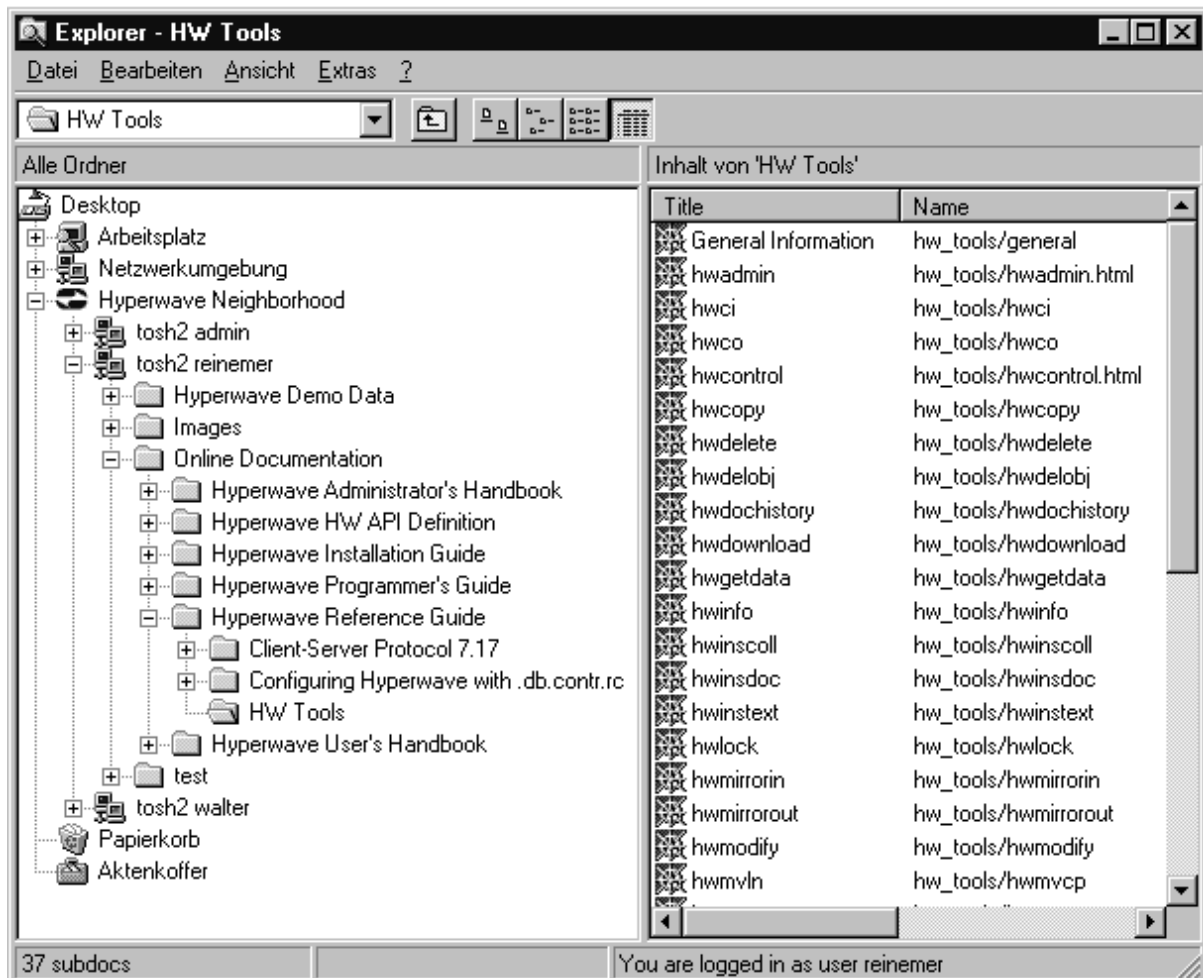 Explorer - HW Tools
Datei Bearbeiten Ansicht Extras ?
HW Tools
Alle Ordner
Inhalt von 'HW Tools'
Desktop
Arbeitsplatz
Netzwerkumgebung
Hyperwave Neighborhood
tosh2 admin
tosh2 reinemer
Hyperwave Demo Data
Images
Online Documentation
Hyperwave Administrator's Handbook
Hyperwave HW API Definition
Hyperwave Installation Guide
Hyperwave Programmer's Guide
Hyperwave Reference Guide
Client-Server Protocol 7.17
Configuring Hyperwave with .db.contr.rc
HW Tools
Hyperwave User's Handbook
test
tosh2 walter
Papierkorb
Aktenkoffer
Title Name
General Information hw_tools/general
hwadmin hw_tools/hwadmin.html
hwci hw_tools/hwci
hwco hw_tools/hwco
hwcontrol hw_tools/hwcontrol.html
hwcopy hw_tools/hwcopy
hwdelete hw_tools/hwdelete
hwdelobj hw_tools/hwdelobj
hwdochistory hw_tools/hwdochistory
hwdownload hw_tools/hwdownload
hwgetdata hw_tools/hwgetdata
hwinfo hw_tools/hwinfo
hwinscoll hw_tools/hwinscoll
hwinsdoc hw_tools/hwinsdoc
hwinstext hw_tools/hwinstext
hwlock hw_tools/hwlock
hwmirrorin hw_tools/hwmirrorin
hwmirrorout hw_tools/hwmirrorout
hwmodify hw_tools/hwmodify
hwmvln hw_tools/hwmvcp
37 subdocs
You are logged in as user reinemer